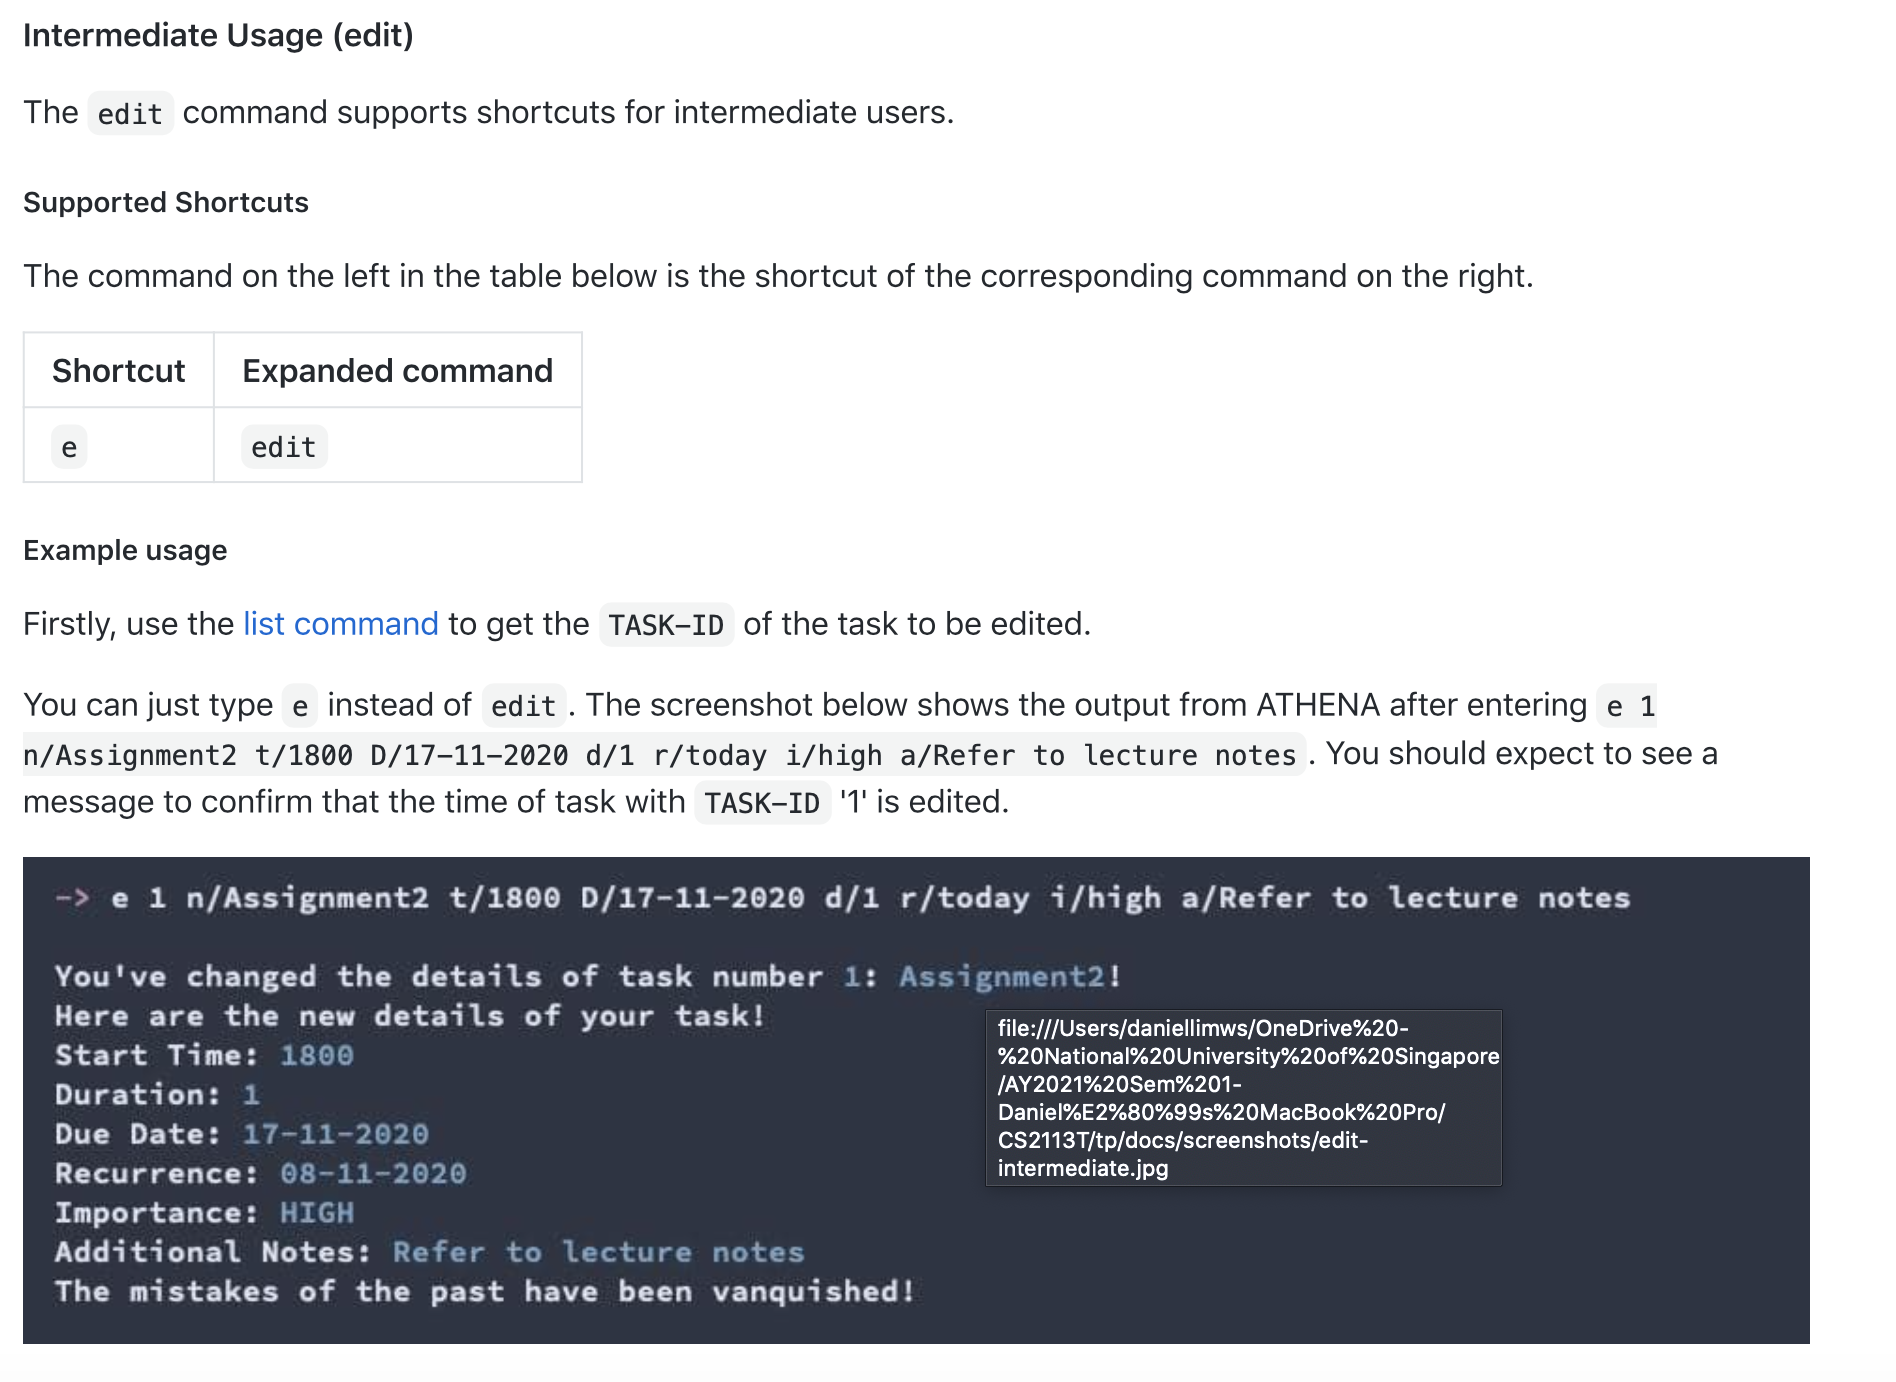 Intermediate Usage (edit)
The edit command supports shortcuts for intermediate users.
Supported Shortcuts
The command on the left in the table below is the shortcut of the corresponding command on the right.
Shortcut Expanded command
e edit
Example usage
Firstly, use the list command to get the TASK-ID of the task to be edited.
You can just type e instead of edit. The screenshot below shows the output from ATHENA after entering e 1
n/Assignment2 t/1800 D/17-11-2020 d/1 r/today i/high a/Refer to lecture notes. You should expect to see a
message to confirm that the time of task with TASK-ID '1' is edited.
-> e 1 n/Assignment2 t/1800 D/17-11-2020 d/1 r/today i/high a/Refer to lecture notes
You've changed the details of task number 1: Assignment2!
Here are the new details of your task!
Start Time: 1800
Duration: 1
Due Date: 17-11-2020
Recurrence: 08-11-2020
Importance: HIGH
Additional Notes: Refer to lecture notes
The mistakes of the past have been vanquished!
file:///Users/daniellimws/OneDrive%20-
%20National%20University%20of%20Singapore
/AY2021%20Sem%201-
Daniel%E2%80%99s%20MacBook%20Pro/
CS2113T/tp/docs/screenshots/edit-
intermediate.jpg